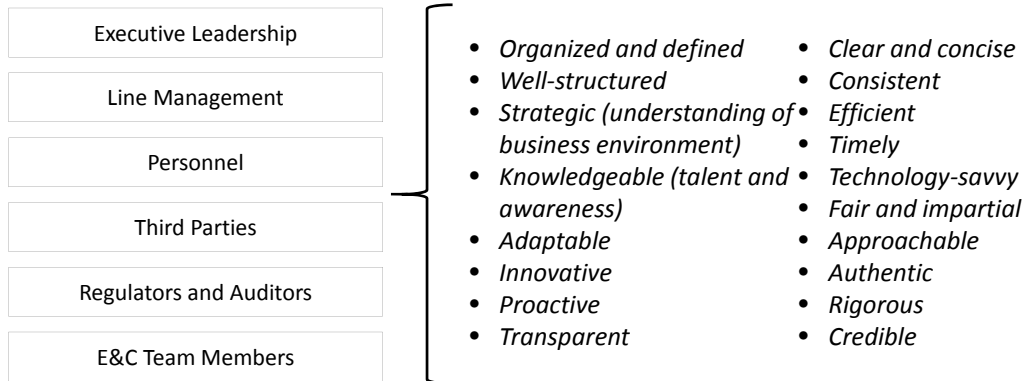 Executive Leadership
Line Management
Personnel
Third Parties
Regulators and Auditors
E&C Team Members
• Organized and defined
• Well-structured
• Strategic (understanding of
business environment)
• Knowledgeable (talent and
awareness)
• Adaptable
• Innovative
• Proactive
• Transparent
• Clear and concise
• Consistent
• Efficient
• Timely
• Technology-savvy
• Fair and impartial
• Approachable
• Authentic
• Rigorous
• Credible